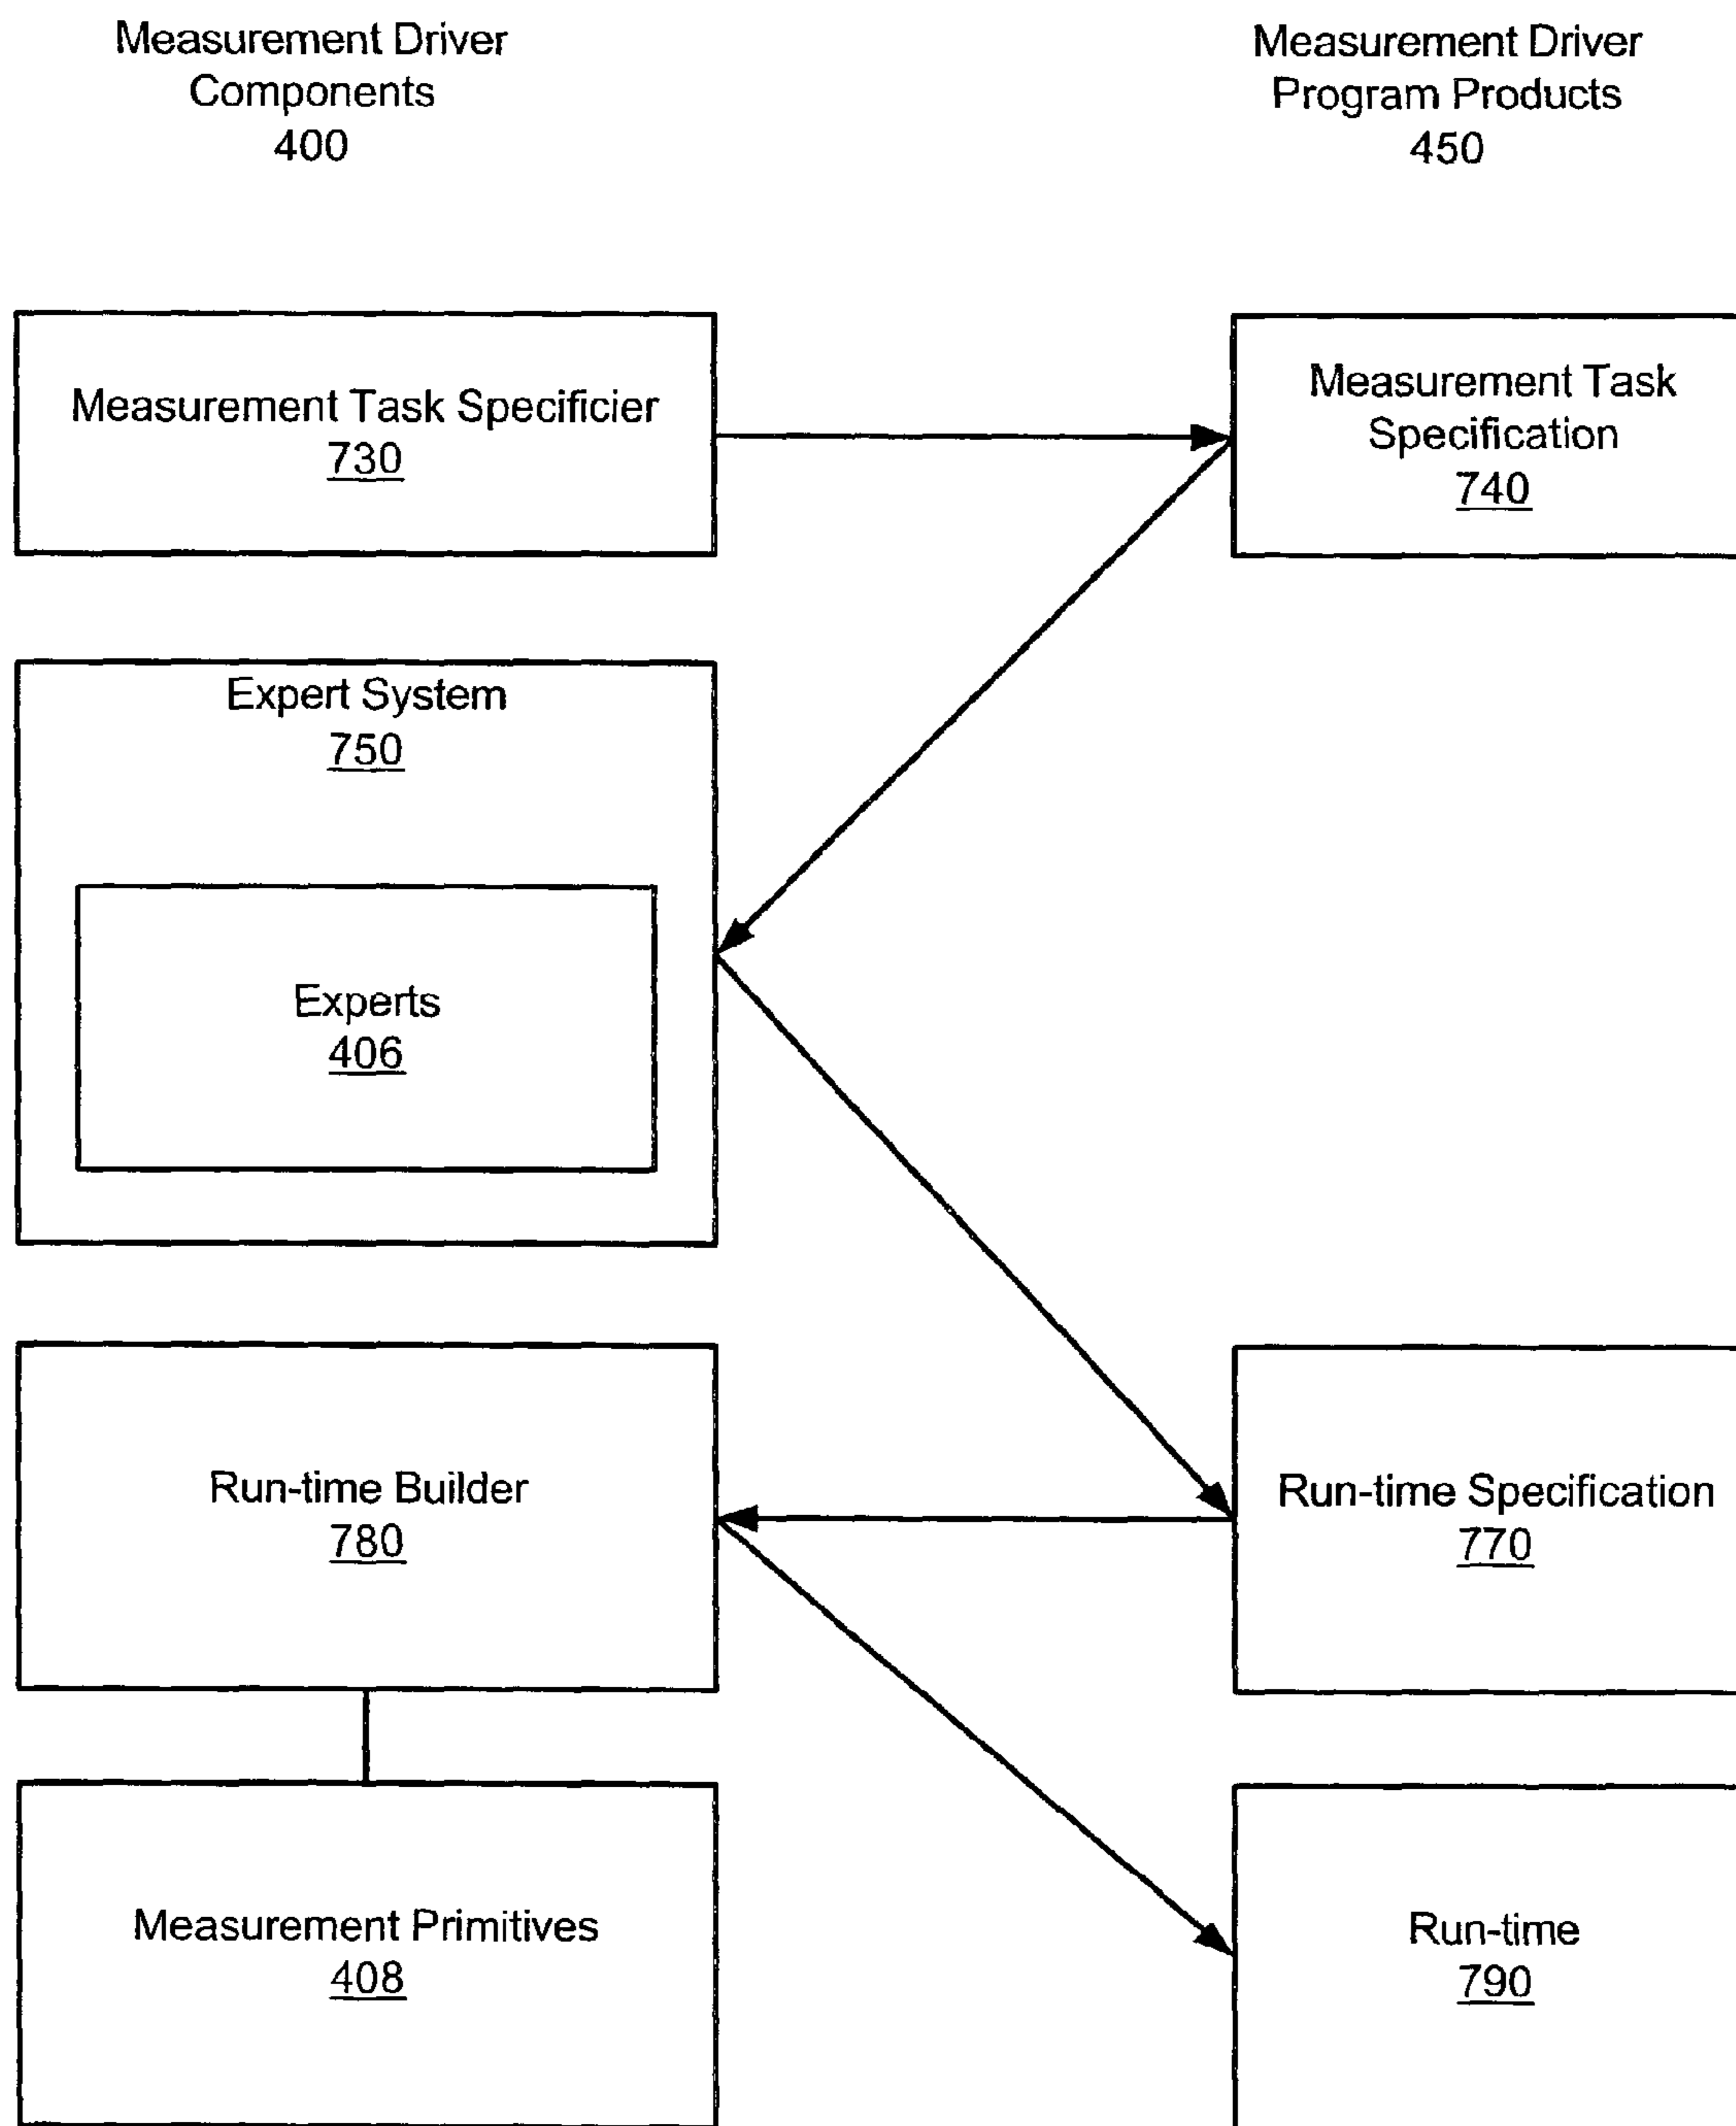 Measurement Driver
Components
400
Measurement Driver
Program Products
450
Measurement Task Specificier
730
Measurement Task
Specification
740
Expert System
750
Experts
406
Run-time Builder
780
Run-time Specification
770
Measurement Primitives
408
Run-time
790